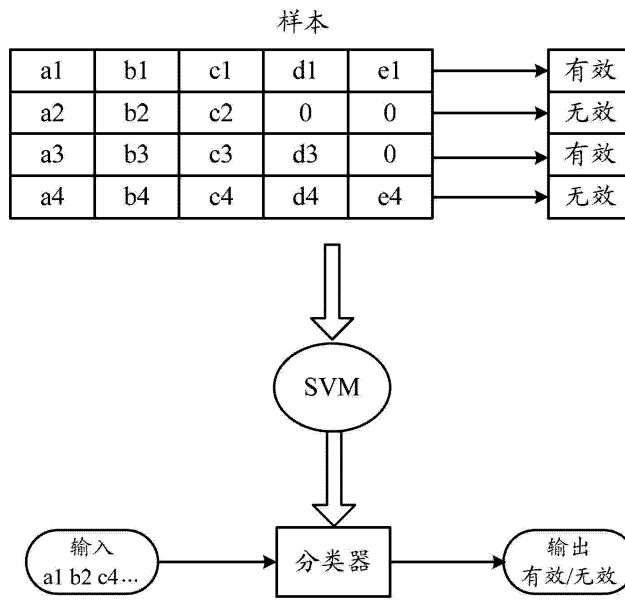 样本
a1 b1 c1 d1 e1 有效
a2 b2 c2 0 0 无效
a3 b3 c3 d3 0 有效
a4 b4 c4 d4 e4 无效
SVM
输入
a1 b2 c4...
分类器
输出
有效/无效